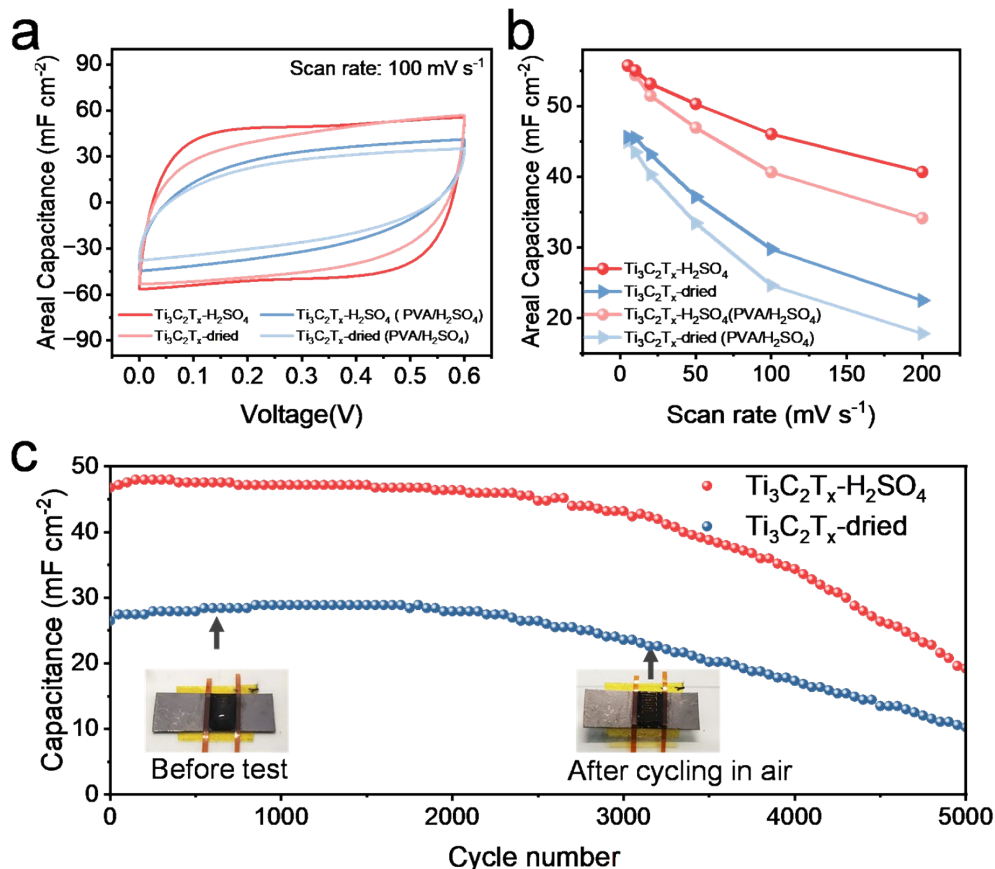 a
Scan rate: 100 mV s⁻¹
Areal Capacitance (mF cm⁻²)
90
60
30
0
−30
−60
−90
Ti₃C₂Tₓ-H₂SO₄
Ti₃C₂Tₓ-dried
Ti₃C₂Tₓ-H₂SO₄ ( PVA/H₂SO₄)
Ti₃C₂Tₓ-dried (PVA/H₂SO₄)
0.0 0.1 0.2 0.3 0.4 0.5 0.6
Voltage(V)
b
Areal Capacitance (mF cm⁻²)
50
40
30
20
Ti₃C₂Tₓ-H₂SO₄
Ti₃C₂Tₓ-dried
Ti₃C₂Tₓ-H₂SO₄(PVA/H₂SO₄)
Ti₃C₂Tₓ-dried (PVA/H₂SO₄)
0 50 100 150 200
Scan rate (mV s⁻¹)
c
Capacitance (mF cm⁻²)
50
40
30
20
10
0
Ti₃C₂Tₓ-H₂SO₄
Ti₃C₂Tₓ-dried
Before test
After cycling in air
0 1000 2000 3000 4000 5000
Cycle number